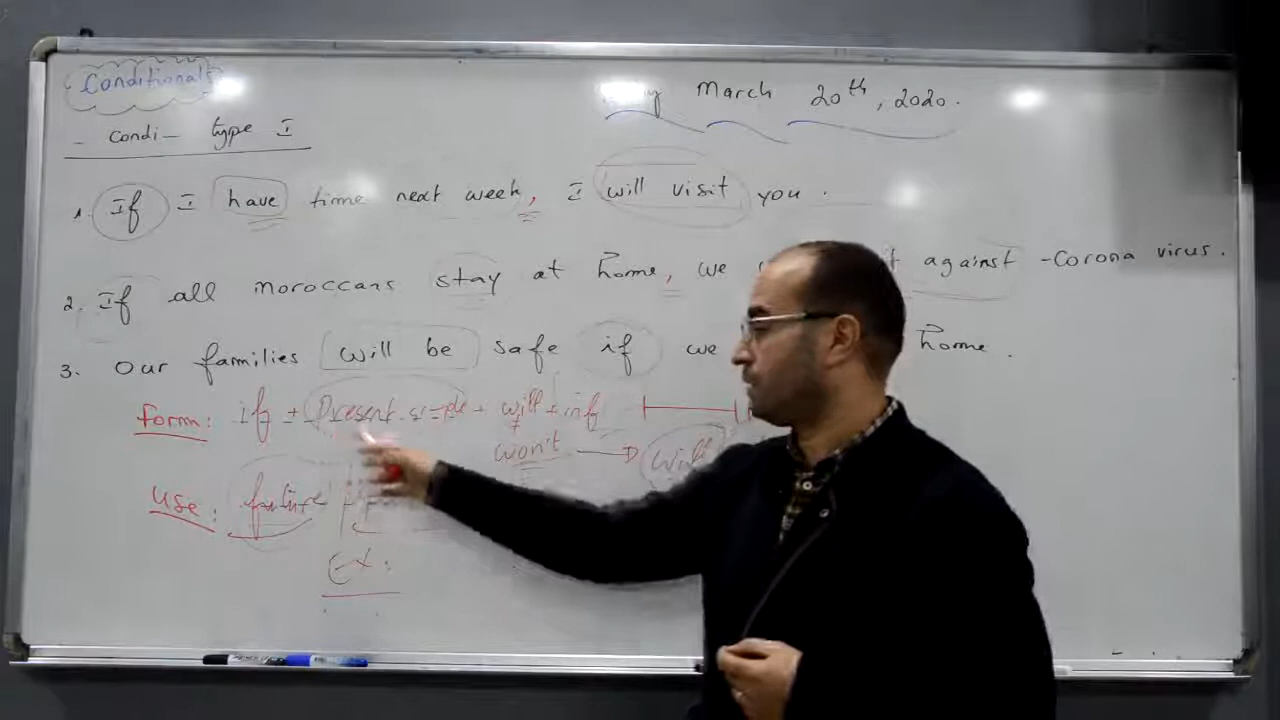 Conditionals
March 20th, 2020.
- Condi- type I
1. If I have time next week, I will visit you.
2. If all moroccans stay at home, we against -Corona virus.
3. Our families will be safe if we home.
form: if + Present simple + will + inf
won't will
use: future
Ex: